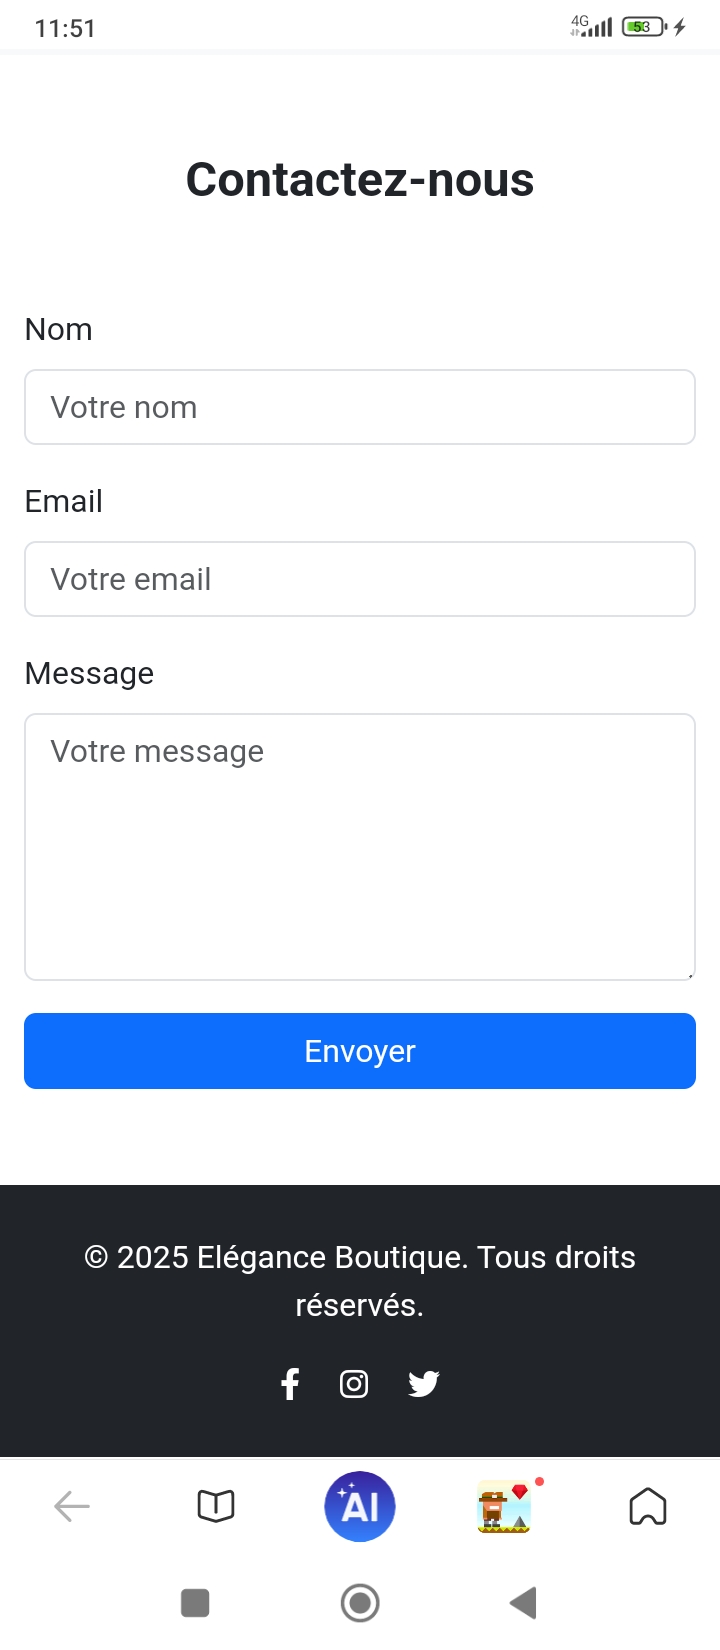 11:51
4G
53
Contactez-nous
Nom
Votre nom
Email
Votre email
Message
Votre message
Envoyer
© 2025 Elégance Boutique. Tous droits
réservés.
AI